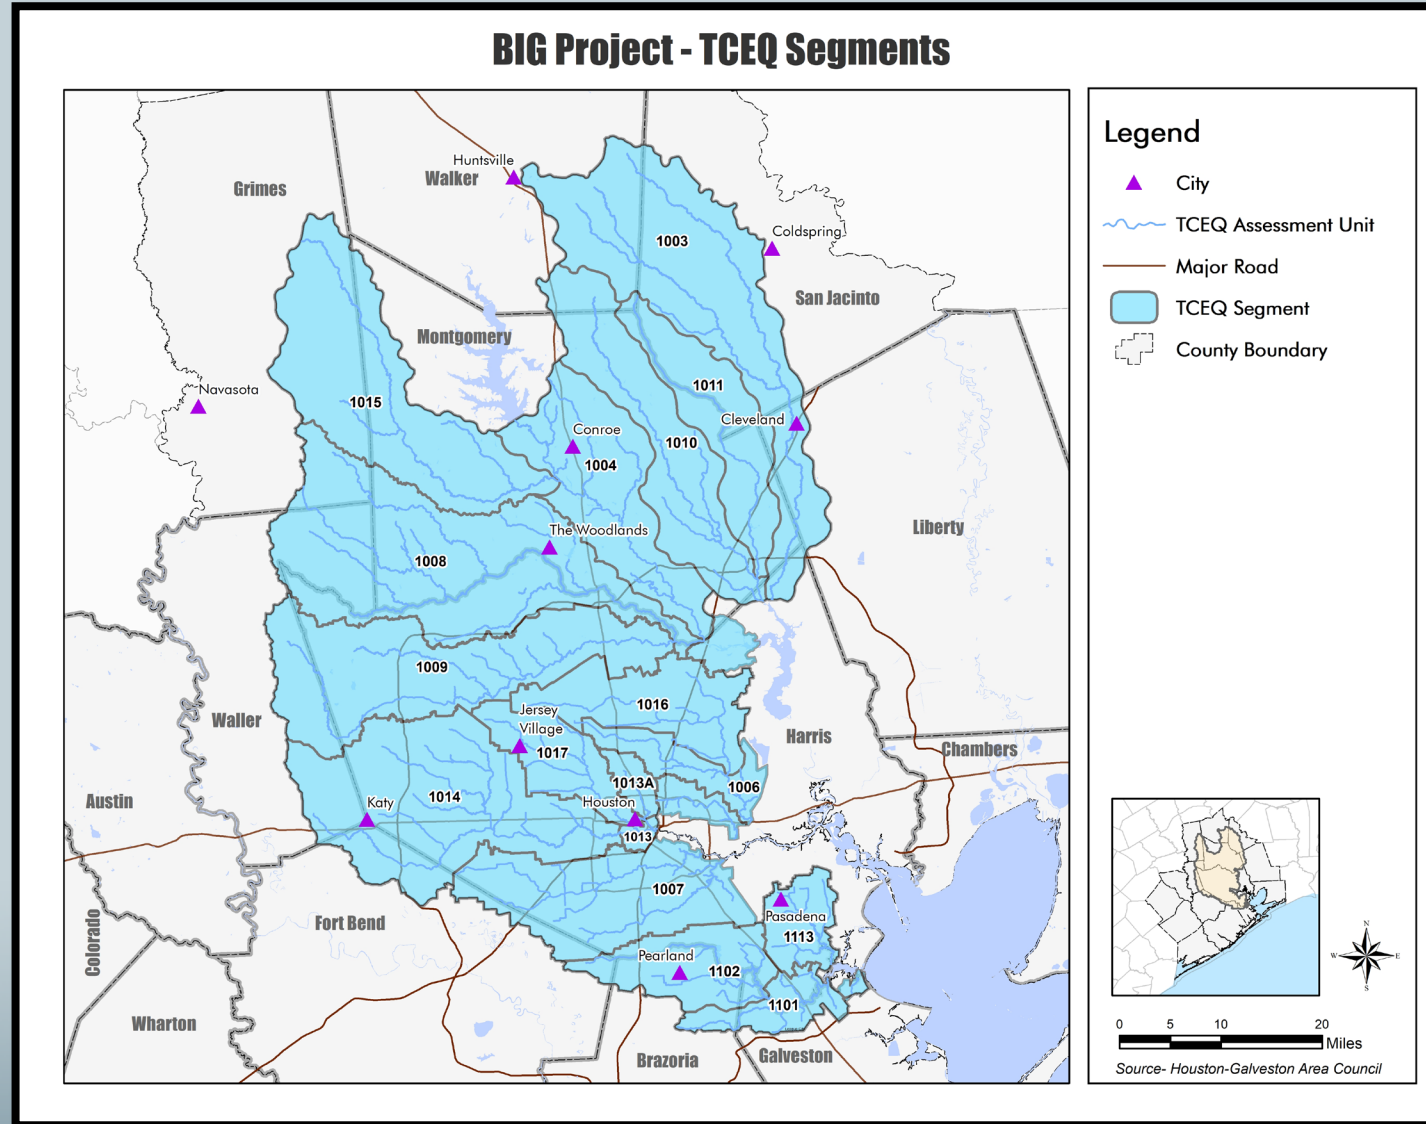 BIG Project - TCEQ Segments
Huntsville
Walker
Grimes
Coldspring
1003
San Jacinto
Montgomery
Navasota
1015
1011
Cleveland
Conroe
1010
1004
The Woodlands
Liberty
1008
1009
1016
Jersey
Village
Waller
Harris
1017
Chambers
1013A
1006
Austin
Katy
1014
Houston
1013
1007
Pasadena
Fort Bend
1113
Colorado
Pearland
1102
1101
Wharton
Brazoria
Galveston
Legend
City
TCEQ Assessment Unit
Major Road
TCEQ Segment
County Boundary
N
W
E
S
0 5 10 20
Miles
Source- Houston-Galveston Area Council